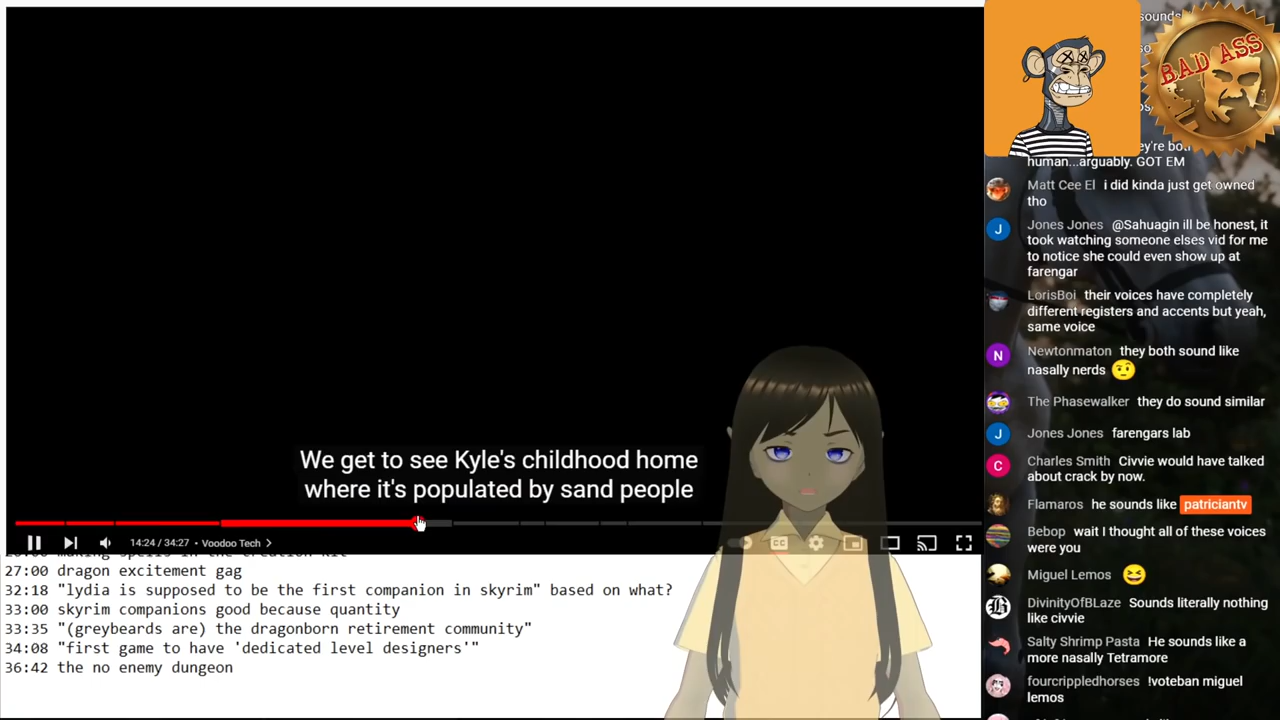 We get to see Kyle's childhood home
where it's populated by sand people
14:24 / 34:27 • Voodoo Tech >
27:00 dragon excitement gag
32:18 "lydia is supposed to be the first companion in skyrim" based on what?
33:00 skyrim companions good because quantity
33:35 "(greybeards are) the dragonborn retirement community"
34:08 "first game to have 'dedicated level designers'"
36:42 the no enemy dungeon
BAD ASS
sounds
human...arguably. GOT EM
Matt Cee El i did kinda just get owned
tho
Jones Jones @Sahuagin ill be honest, it
took watching someone elses vid for me
to notice she could even show up at
farengar
LorisBoi their voices have completely
different registers and accents but yeah,
same voice
Newtonmaton they both sound like
nasally nerds
The Phasewalker they do sound similar
Jones Jones farengars lab
Charles Smith Civvie would have talked
about crack by now.
Flamaros he sounds like patriciantv
Bebop wait I thought all of these voices
were you
Miguel Lemos
DivinityOfBLaze Sounds literally nothing
like civvie
Salty Shrimp Pasta He sounds like a
more nasally Tetramore
fourcrippledhorses !voteban miguel
lemos